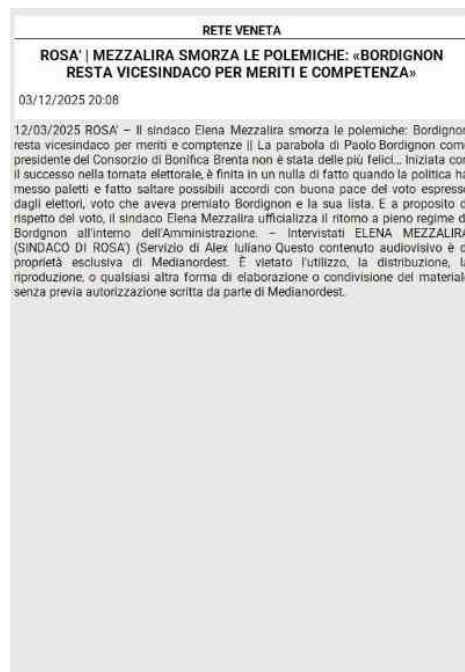 RETE VENETA
ROSA' | MEZZALIRA SMORZA LE POLEMICHE: «BORDIGNON
RESTA VICESINDACO PER MERITI E COMPETENZA»
03/12/2025 20:08
12/03/2025 ROSA' – Il sindaco Elena Mezzalira smorza le polemiche: Bordignon
resta vicesindaco per meriti e comptenze || La parabola di Paolo Bordignon com
presidente del Consorzio di Bonifica Brenta non è stata delle più felici... Iniziata con
il successo nella tornata elettorale, è finita in un nulla di fatto quando la politica ha
messo paletti e fatto saltare possibili accordi con buona pace del voto espresso
dagli elettori, voto che aveva premiato Bordignon e la sua lista. E a proposito d
rispetto del voto, il sindaco Elena Mezzalira ufficializza il ritorno a pieno regime d
Bordgnon all'interno dell'Amministrazione. – Intervistati ELENA MEZZALIRA
(SINDACO DI ROSA') (Servizio di Alex Iuliano Questo contenuto audiovisivo è d
proprietà esclusiva di Medianordest. È vietato l'utilizzo, la distribuzione, la
riproduzione, o qualsiasi altra forma di elaborazione o condivisione del material
senza previa autorizzazione scritta da parte di Medianordest.